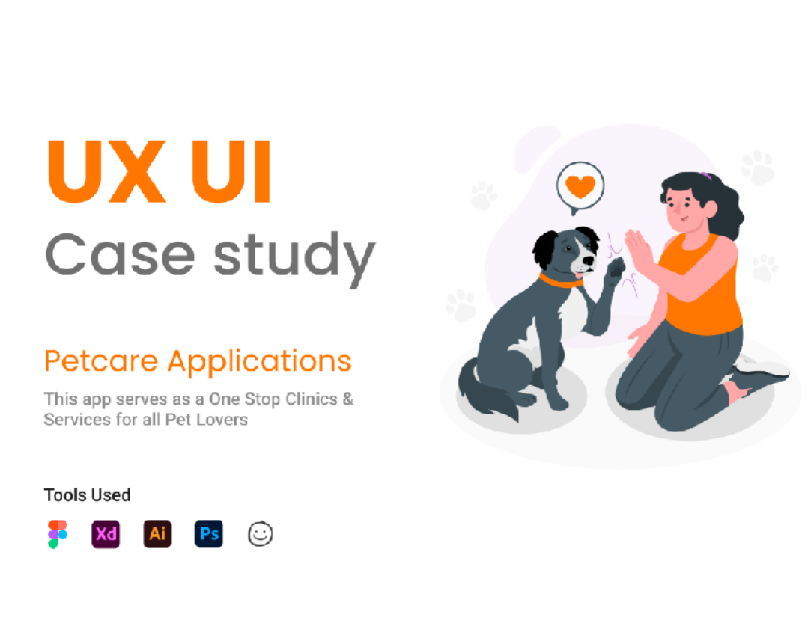 UX UI
Case study
Petcare Applications
This app serves as a One Stop Clinics &
Services for all Pet Lovers
Tools Used
Xd Ai Ps